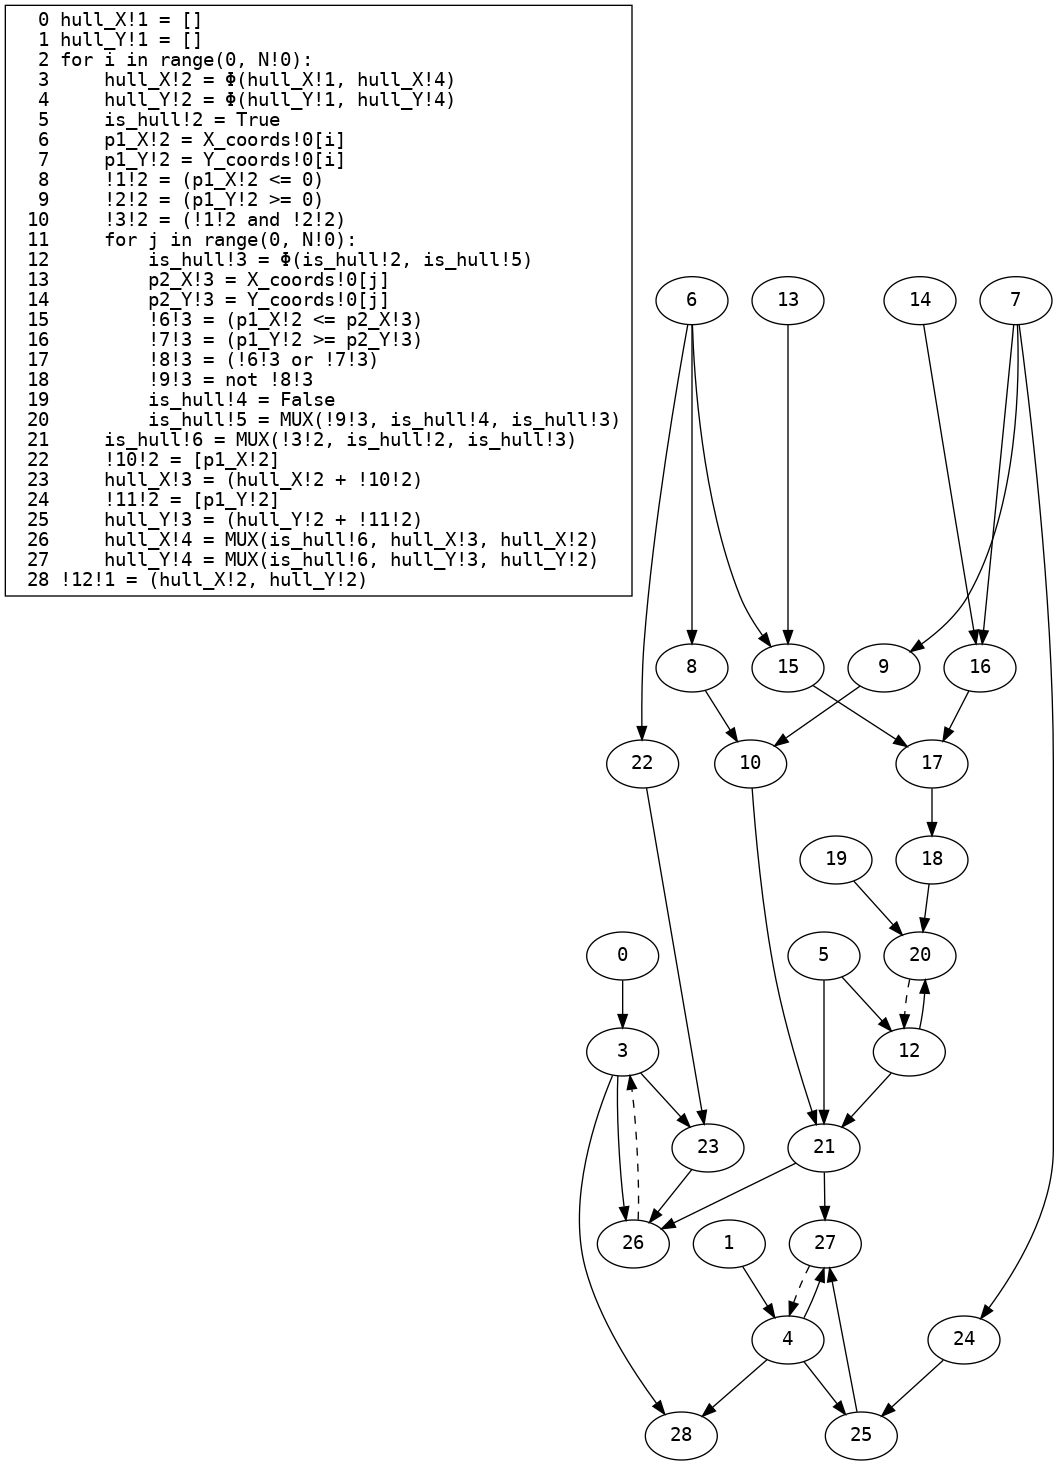 0 hull_X!1 = []
1 hull_Y!1 = []
2 for i in range(0, N!0):
3     hull_X!2 = Φ(hull_X!1, hull_X!4)
4     hull_Y!2 = Φ(hull_Y!1, hull_Y!4)
5     is_hull!2 = True
6     p1_X!2 = X_coords!0[i]
7     p1_Y!2 = Y_coords!0[i]
8     !1!2 = (p1_X!2 <= 0)
9     !2!2 = (p1_Y!2 >= 0)
10     !3!2 = (!1!2 and !2!2)
11     for j in range(0, N!0):
12         is_hull!3 = Φ(is_hull!2, is_hull!5)
13         p2_X!3 = X_coords!0[j]
14         p2_Y!3 = Y_coords!0[j]
15         !6!3 = (p1_X!2 <= p2_X!3)
16         !7!3 = (p1_Y!2 >= p2_Y!3)
17         !8!3 = (!6!3 or !7!3)
18         !9!3 = not !8!3
19         is_hull!4 = False
20         is_hull!5 = MUX(!9!3, is_hull!4, is_hull!3)
21     is_hull!6 = MUX(!3!2, is_hull!2, is_hull!3)
22     !10!2 = [p1_X!2]
23     hull_X!3 = (hull_X!2 + !10!2)
24     !11!2 = [p1_Y!2]
25     hull_Y!3 = (hull_Y!2 + !11!2)
26     hull_X!4 = MUX(is_hull!6, hull_X!3, hull_X!2)
27     hull_Y!4 = MUX(is_hull!6, hull_Y!3, hull_Y!2)
28 !12!1 = (hull_X!2, hull_Y!2)
6 13 14 7
8 15 9 16
22 10 17
19 18
0 5 20
3 12
23 21
26 1 27
4 24
28 25